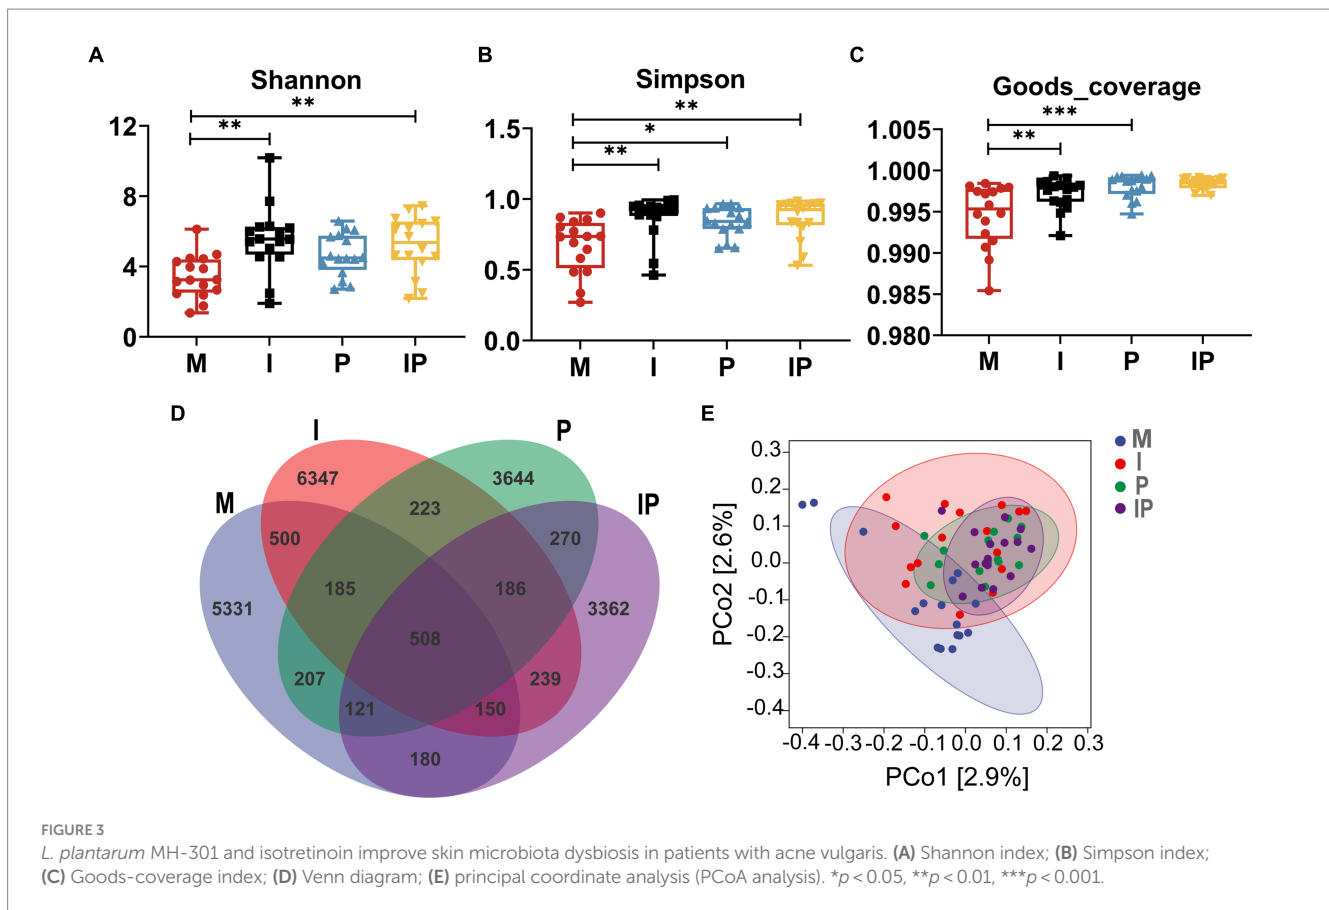 A
Shannon
**
**
12
8
4
0
M I P IP
B
Simpson
**
*
**
1.5
1.0
0.5
0.0
M I P IP
C
Goods_coverage
***
**
1.005
1.000
0.995
0.990
0.985
0.980
M I P IP
D
I P
M IP
6347 3644
223
500 270
185 186
5331 3362
508
207 239
121 150
180
E
M
I
P
IP
0.3
0.2
0.1
0.0
-0.1
-0.2
-0.3
-0.4
PCo2 [2.6%]
-0.4 -0.3 -0.2 -0.1 0.0 0.1 0.2 0.3
PCo1 [2.9%]
FIGURE 3
L. plantarum MH-301 and isotretinoin improve skin microbiota dysbiosis in patients with acne vulgaris. (A) Shannon index; (B) Simpson index;
(C) Goods-coverage index; (D) Venn diagram; (E) principal coordinate analysis (PCoA analysis). *p < 0.05, **p < 0.01, ***p < 0.001.